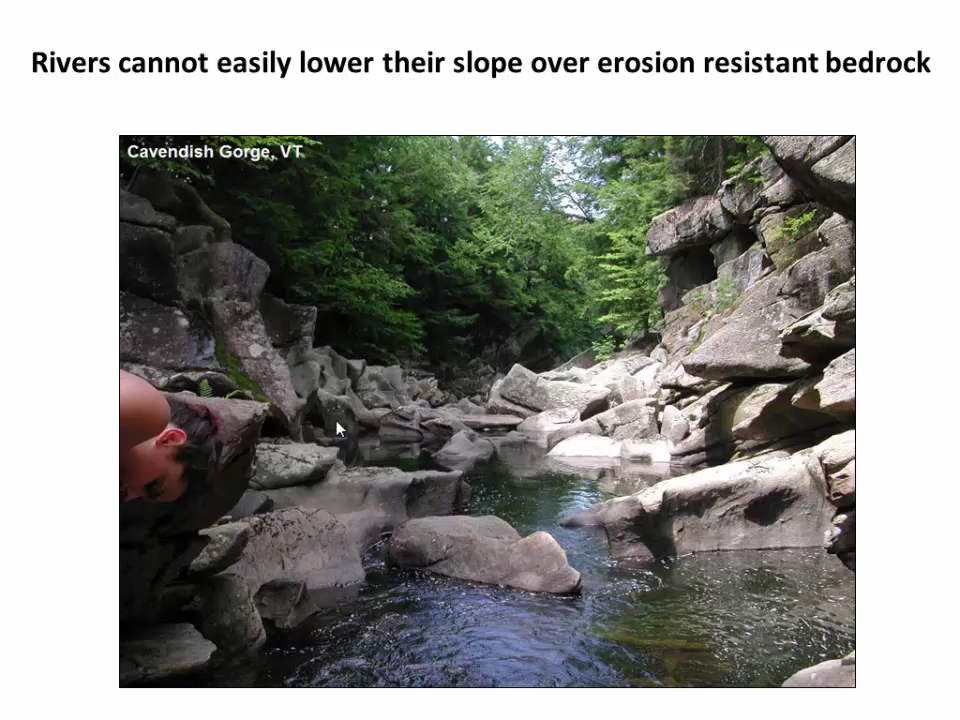 Rivers cannot easily lower their slope over erosion resistant bedrock
Cavendish Gorge, VT